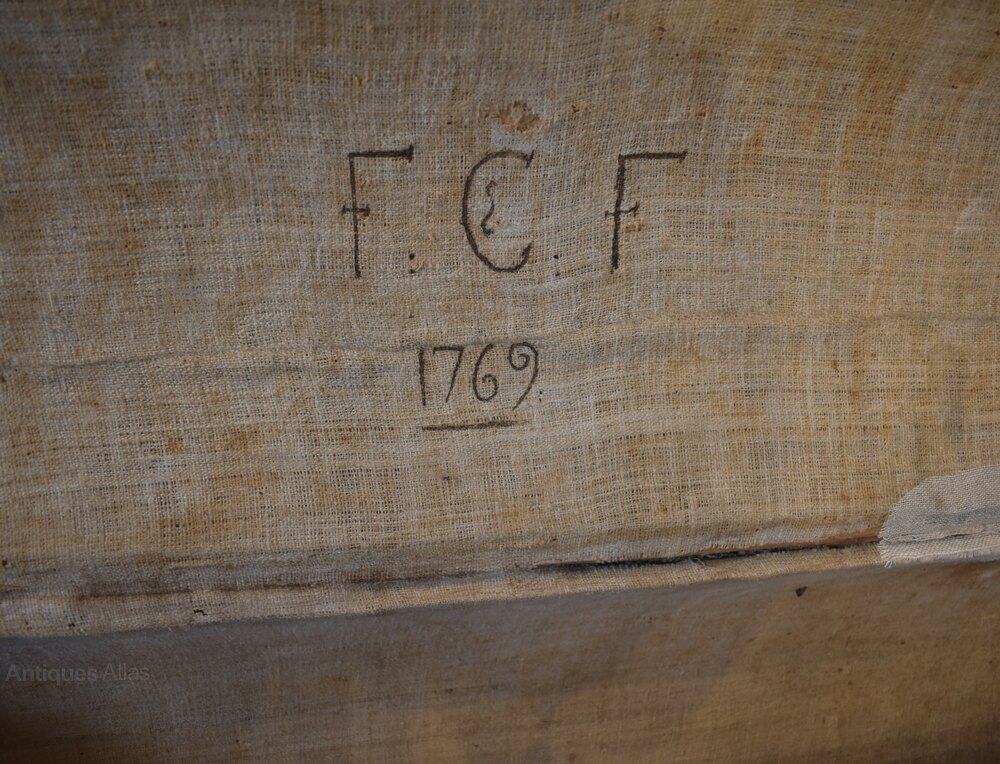 F. C. F
1769.
Antiques Atlas